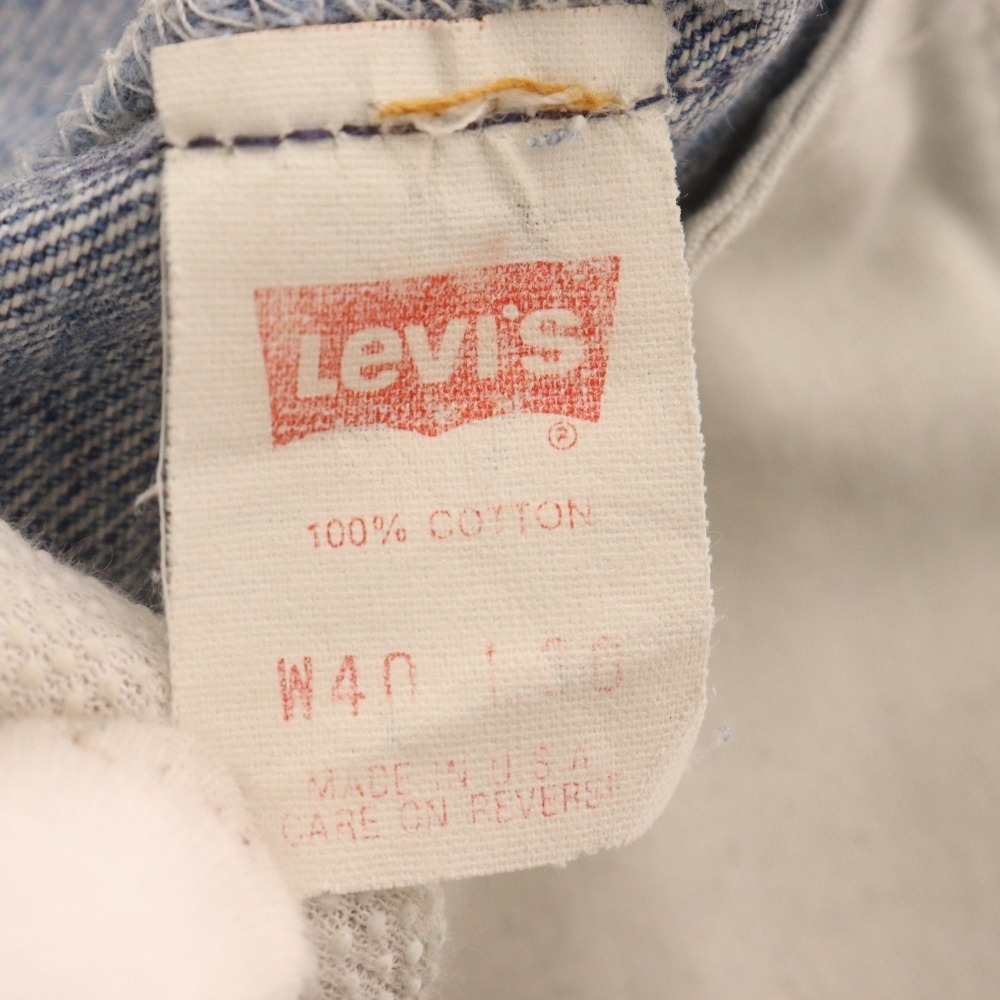 Levi's
®
100% COTTON
W40
MADE IN U.S.A
CARE ON REVERSE